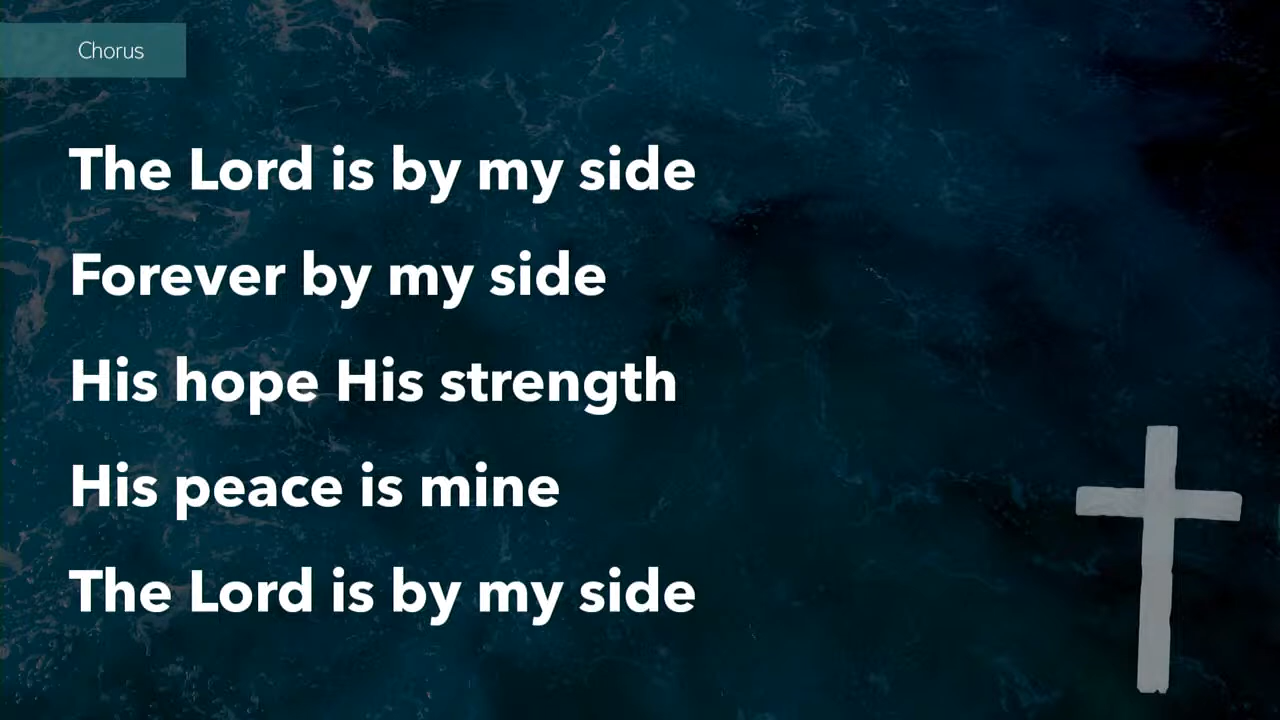 Chorus
The Lord is by my side
Forever by my side
His hope His strength
His peace is mine
The Lord is by my side